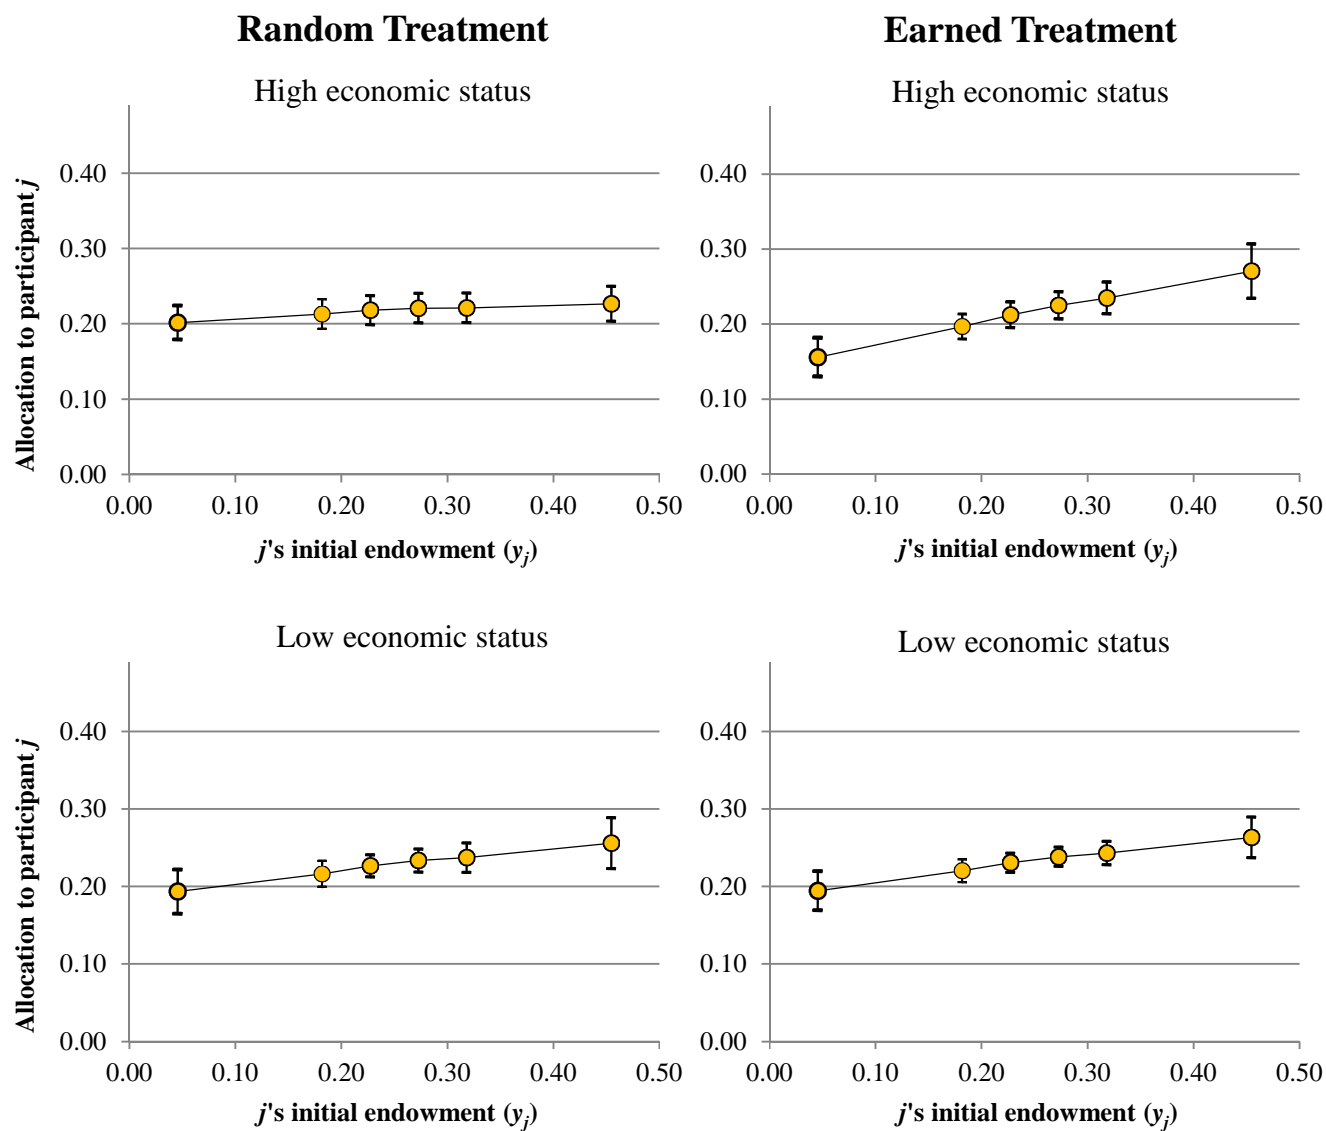 Random Treatment
Earned Treatment
High economic status
Allocation to participant j
0.40
0.30
0.20
0.10
0.00
0.00 0.10 0.20 0.30 0.40 0.50
j's initial endowment (yj)
High economic status
0.40
0.30
0.20
0.10
0.00
0.00 0.10 0.20 0.30 0.40 0.50
j's initial endowment (yj)
Low economic status
Allocation to participant j
0.40
0.30
0.20
0.10
0.00
0.00 0.10 0.20 0.30 0.40 0.50
j's initial endowment (yj)
Low economic status
0.40
0.30
0.20
0.10
0.00
0.00 0.10 0.20 0.30 0.40 0.50
j's initial endowment (yj)